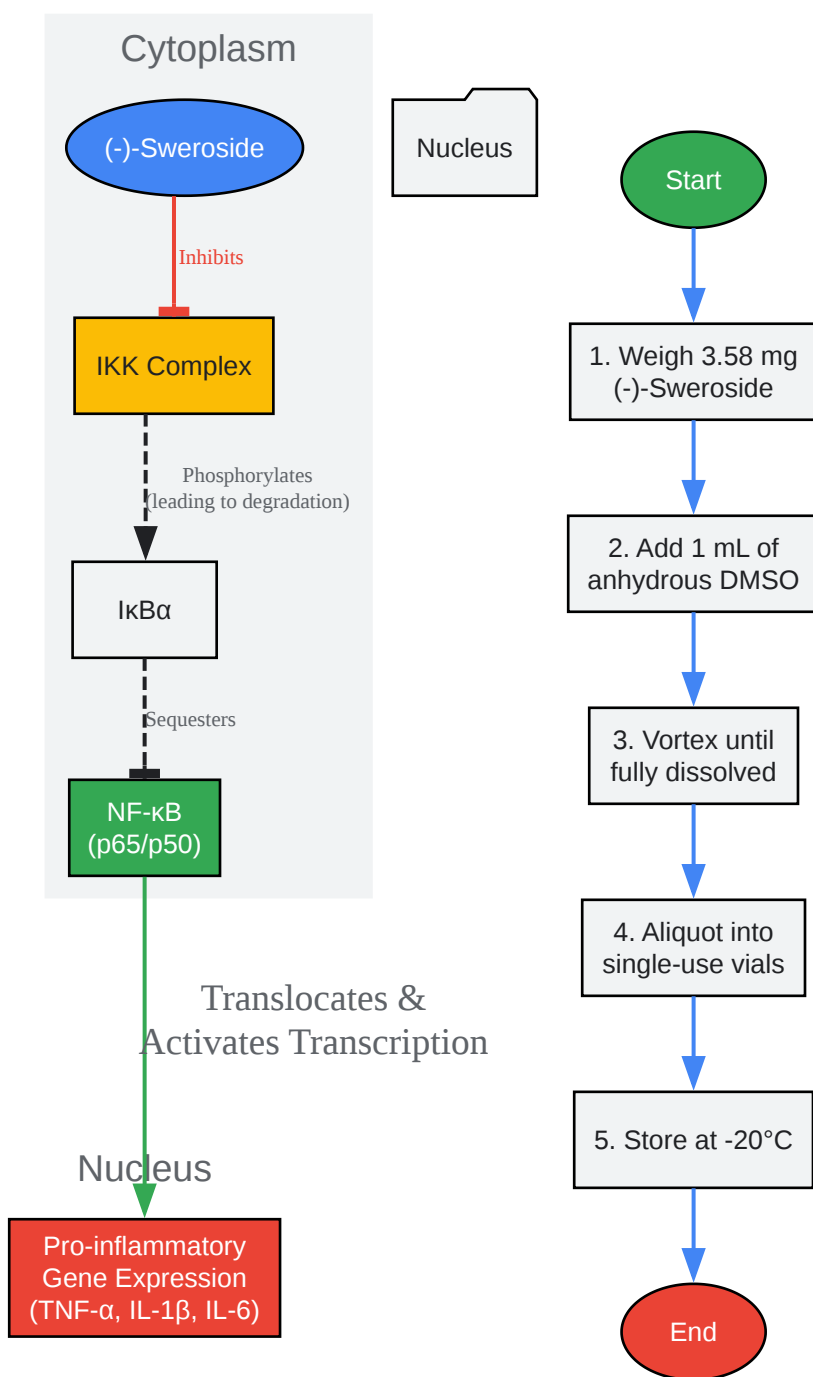 Cytoplasm
(-)-Sweroside
Inhibits
IKK Complex
Phosphorylates
(leading to degradation)
IκBα
Sequesters
NF-κB
(p65/p50)
Translocates &
Activates Transcription
Nucleus
Pro-inflammatory
Gene Expression
(TNF-α, IL-1β, IL-6)
Nucleus
Start
1. Weigh 3.58 mg
(-)-Sweroside
2. Add 1 mL of
anhydrous DMSO
3. Vortex until
fully dissolved
4. Aliquot into
single-use vials
5. Store at -20°C
End